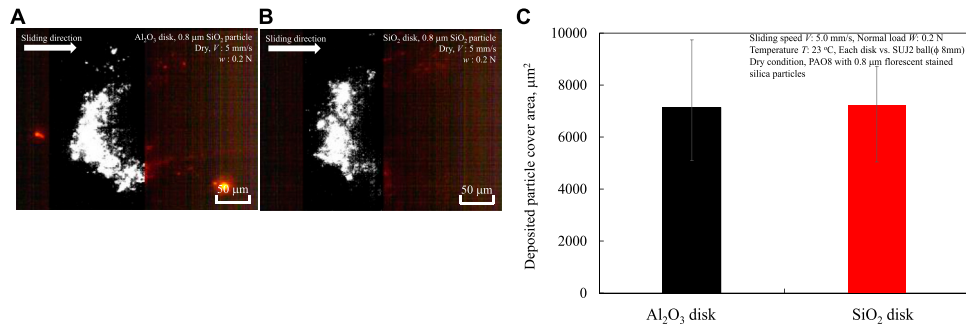 A
Sliding direction
Al₂O₃ disk, 0.8 μm SiO₂ particle
Dry, V : 5 mm/s
w : 0.2 N
50 μm
B
Sliding direction
SiO₂ disk, 0.8 μm SiO₂ particle
Dry, V : 5 mm/s
w : 0.2 N
50 μm
C
Deposited particle cover area, μm²
10000
8000
6000
4000
2000
0
Sliding speed V: 5.0 mm/s, Normal load W: 0.2 N
Temperature T: 23 °C, Each disk vs. SUJ2 ball(ϕ 8mm)
Dry condition, PAO8 with 0.8 μm florescent stained
silica particles
Al₂O₃ disk
SiO₂ disk